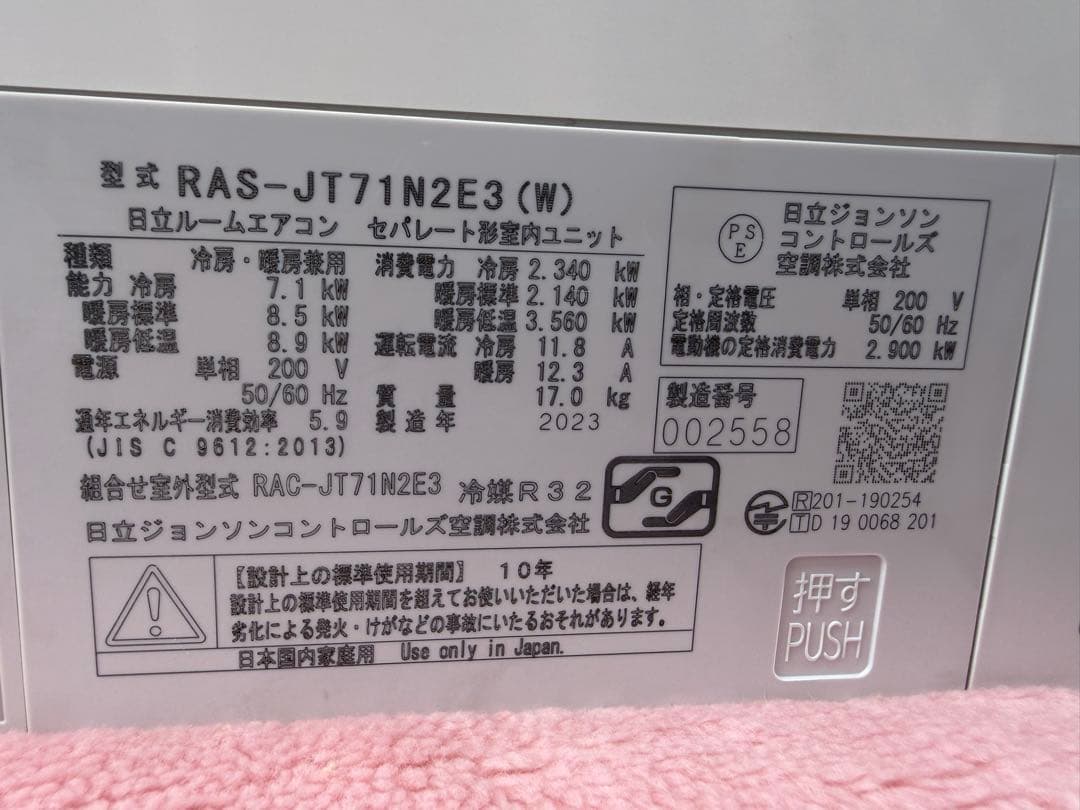 型式 RAS-JT71N2E3(W)
日立ルームエアコン セパレート形室内ユニット
種類 冷房・暖房兼用
能力 冷房 7.1 kW
暖房標準 8.5 kW
暖房低温 8.9 kW
電源 単相 200 V
50/60 Hz
通年エネルギー消費効率 5.9
(JIS C 9612:2013)
消費電力 冷房 2.340 kW
暖房標準 2.140 kW
暖房低温 3.560 kW
運転電流 冷房 11.8 A
暖房 12.3 A
質量 17.0 kg
製造年 2023
組合せ室外型式 RAC-JT71N2E3 冷媒R32
日立ジョンソンコントロールズ空調株式会社
PS
E
日立ジョンソン
コントロールズ
空調株式会社
相・定格電圧 単相 200 V
定格周波数 50/60 Hz
電動機の定格消費電力 2.900 kW
製造番号
002558
G
R 201-190254
T D 19 0068 201
【設計上の標準使用期間】 10年
設計上の標準使用期間を超えてお使いいただいた場合は、経年
劣化による発火・けがなどの事故にいたるおそれがあります。
日本国内家庭用 Use only in Japan.
押す
PUSH